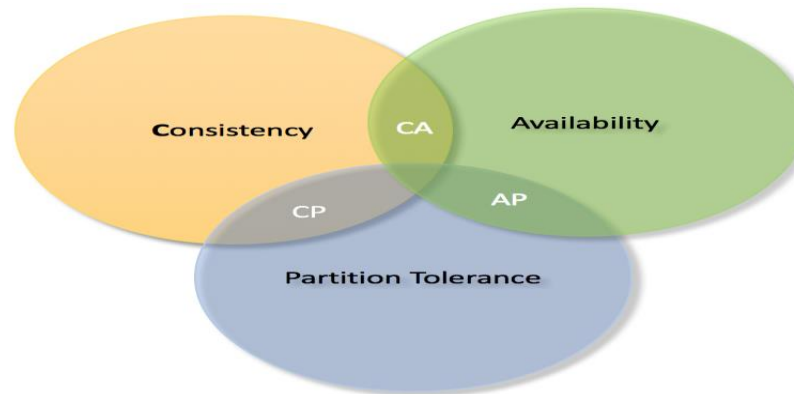 Consistency
CA
Availability
CP
AP
Partition Tolerance